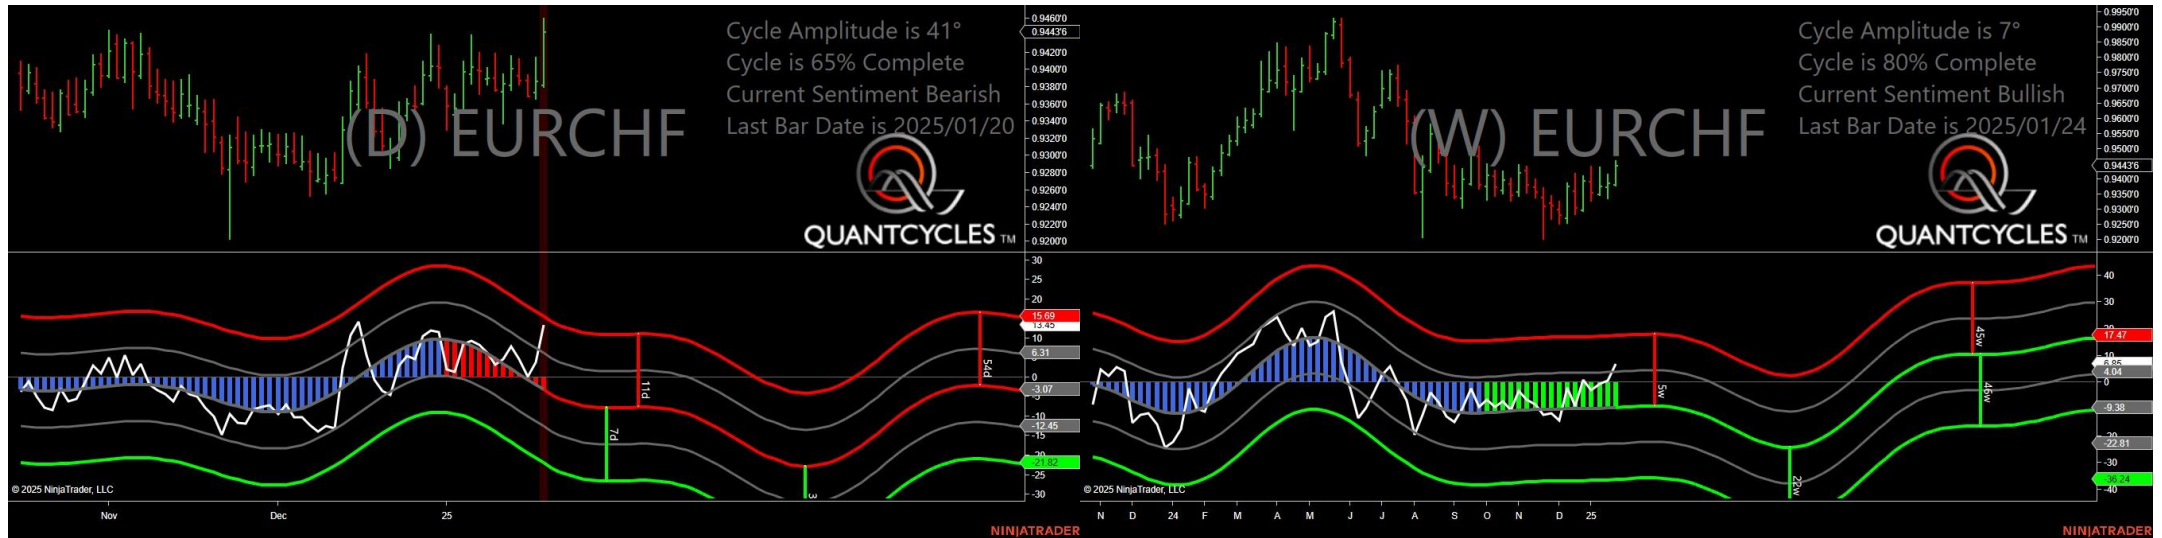 Cycle Amplitude is 41°
Cycle is 65% Complete
Current Sentiment Bearish
Last Bar Date is 2025/01/20
(D) EURCHF
QUANTCYCLES TM
0.9460'0
0.9443'6
0.9420'0
0.9400'0
0.9360'0
0.9340'0
0.9320'0
0.9300'0
0.9280'0
0.9260'0
0.9240'0
0.9220'0
0.9200'0
30
25
20
15.69
13.45
10
6.31
0
-3.07
-5
-10
-12.45
-15
-21.82
-25
-30
11d
7d
3
54d
© 2025 NinjaTrader, LLC
Nov
Dec
25
NINJATRADER
Cycle Amplitude is 7°
Cycle is 80% Complete
Current Sentiment Bullish
Last Bar Date is 2025/01/24
(W) EURCHF
QUANTCYCLES TM
0.9950'0
0.9900'0
0.9850'0
0.9800'0
0.9750'0
0.9700'0
0.9650'0
0.9600'0
0.9550'0
0.9500'0
0.9443'6
0.9400'0
0.9350'0
0.9300'0
0.9250'0
0.9200'0
40
30
17.47
10
6.85
4.04
0
-9.38
-22.81
-30
-36.24
-40
5w
22w
45w
46w
© 2025 NinjaTrader, LLC
N
D
24
F
M
A
M
J
J
A
S
O
N
D
25
NINJATRADER